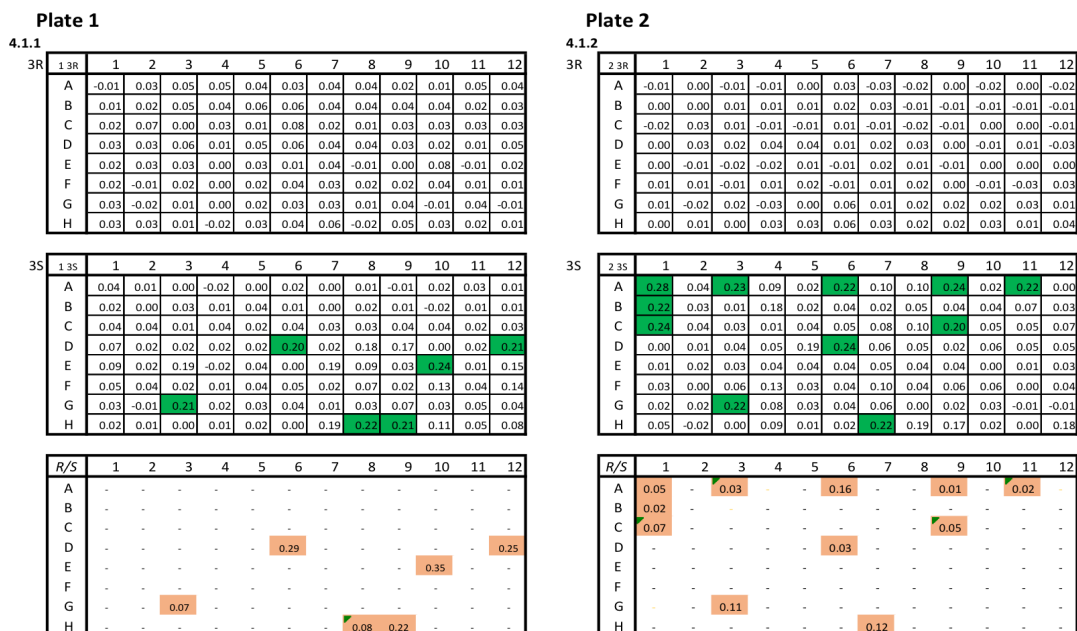 Plate 1
4.1.1
3R 1 3R 1 2 3 4 5 6 7 8 9 10 11 12
A -0.01 0.03 0.05 0.05 0.04 0.03 0.04 0.04 0.02 0.01 0.05 0.04
B 0.01 0.02 0.05 0.04 0.06 0.06 0.04 0.04 0.04 0.04 0.02 0.03
C 0.02 0.07 0.00 0.03 0.01 0.08 0.02 0.01 0.03 0.03 0.03 0.03
D 0.03 0.03 0.06 0.01 0.05 0.06 0.04 0.04 0.03 0.02 0.01 0.05
E 0.02 0.03 0.03 0.00 0.03 0.01 0.04 -0.01 0.00 0.08 -0.01 0.02
F 0.02 -0.01 0.02 0.00 0.02 0.04 0.03 0.02 0.02 0.04 0.01 0.01
G 0.03 -0.02 0.01 0.00 0.02 0.03 0.03 0.01 0.04 -0.01 0.04 -0.01
H 0.03 0.03 0.01 -0.02 0.03 0.04 0.06 -0.02 0.05 0.03 0.02 0.01
3S 1 3S 1 2 3 4 5 6 7 8 9 10 11 12
A 0.04 0.01 0.00 -0.02 0.00 0.02 0.00 0.01 -0.01 0.02 0.03 0.01
B 0.02 0.00 0.03 0.01 0.04 0.01 0.00 0.02 0.01 -0.02 0.01 0.01
C 0.04 0.04 0.01 0.04 0.02 0.04 0.03 0.03 0.04 0.04 0.02 0.03
D 0.07 0.02 0.02 0.02 0.02 0.20 0.02 0.18 0.17 0.00 0.02 0.21
E 0.09 0.02 0.19 -0.02 0.04 0.00 0.19 0.09 0.03 0.24 0.01 0.15
F 0.05 0.04 0.02 0.01 0.04 0.05 0.02 0.07 0.02 0.13 0.04 0.14
G 0.03 -0.01 0.21 0.02 0.03 0.04 0.01 0.03 0.07 0.03 0.05 0.04
H 0.02 0.01 0.00 0.01 0.02 0.00 0.19 0.22 0.21 0.11 0.05 0.08
R/S 1 2 3 4 5 6 7 8 9 10 11 12
A - - - - - - - - - - - -
B - - - - - - - - - - - -
C - - - - - - - - - - - -
D - - - - - 0.29 - - - - - 0.25
E - - - - - - - - - 0.35 - -
F - - - - - - - - - - - -
G - - 0.07 - - - - - - - - -
H - - - - - - - 0.08 0.22 - - -
Plate 2
4.1.2
3R 2 3R 1 2 3 4 5 6 7 8 9 10 11 12
A -0.01 0.00 -0.01 -0.01 0.00 0.03 -0.03 -0.02 0.00 -0.02 0.00 -0.02
B 0.00 0.00 0.01 0.01 0.01 0.02 0.03 -0.02 -0.01 -0.01 -0.01 -0.01
C -0.02 0.03 0.01 -0.01 -0.01 0.01 -0.01 -0.02 -0.01 0.00 0.00 -0.01
D 0.00 0.03 0.02 0.04 0.04 0.01 0.02 0.03 0.00 -0.01 0.01 -0.03
E 0.00 -0.01 -0.02 -0.02 0.01 -0.01 0.02 0.01 -0.01 0.00 0.00 0.00
F 0.01 0.01 -0.01 0.01 0.02 -0.01 0.01 0.02 0.00 -0.01 -0.03 0.03
G 0.01 -0.02 0.02 -0.03 0.00 0.06 0.01 0.02 0.02 0.02 0.03 0.01
H 0.00 0.01 0.00 0.03 0.03 0.06 0.03 0.02 0.02 0.03 0.01 0.04
3S 2 3S 1 2 3 4 5 6 7 8 9 10 11 12
A 0.28 0.04 0.23 0.09 0.02 0.22 0.10 0.10 0.24 0.02 0.22 0.00
B 0.22 0.03 0.01 0.18 0.02 0.04 0.02 0.05 0.04 0.04 0.07 0.03
C 0.24 0.04 0.03 0.01 0.04 0.05 0.08 0.10 0.20 0.05 0.05 0.07
D 0.00 0.01 0.04 0.05 0.19 0.24 0.06 0.05 0.02 0.06 0.05 0.05
E 0.01 0.02 0.03 0.04 0.04 0.04 0.05 0.04 0.04 0.00 0.01 0.03
F 0.03 0.00 0.06 0.13 0.03 0.04 0.10 0.04 0.06 0.06 0.00 0.04
G 0.02 0.02 0.22 0.08 0.03 0.04 0.06 0.00 0.02 0.03 -0.01 -0.01
H 0.05 -0.02 0.00 0.09 0.01 0.02 0.22 0.19 0.17 0.02 0.00 0.18
R/S 1 2 3 4 5 6 7 8 9 10 11 12
A 0.05 - 0.03 - - 0.16 - - 0.01 - 0.02 -
B 0.02 - - - - - - - - - - -
C 0.07 - - - - - - - 0.05 - - -
D - - - - - 0.03 - - - - - -
E - - - - - - - - - - - -
F - - - - - - - - - - - -
G - - 0.11 - - - - - - - - -
H - - - - - - 0.12 - - - - -